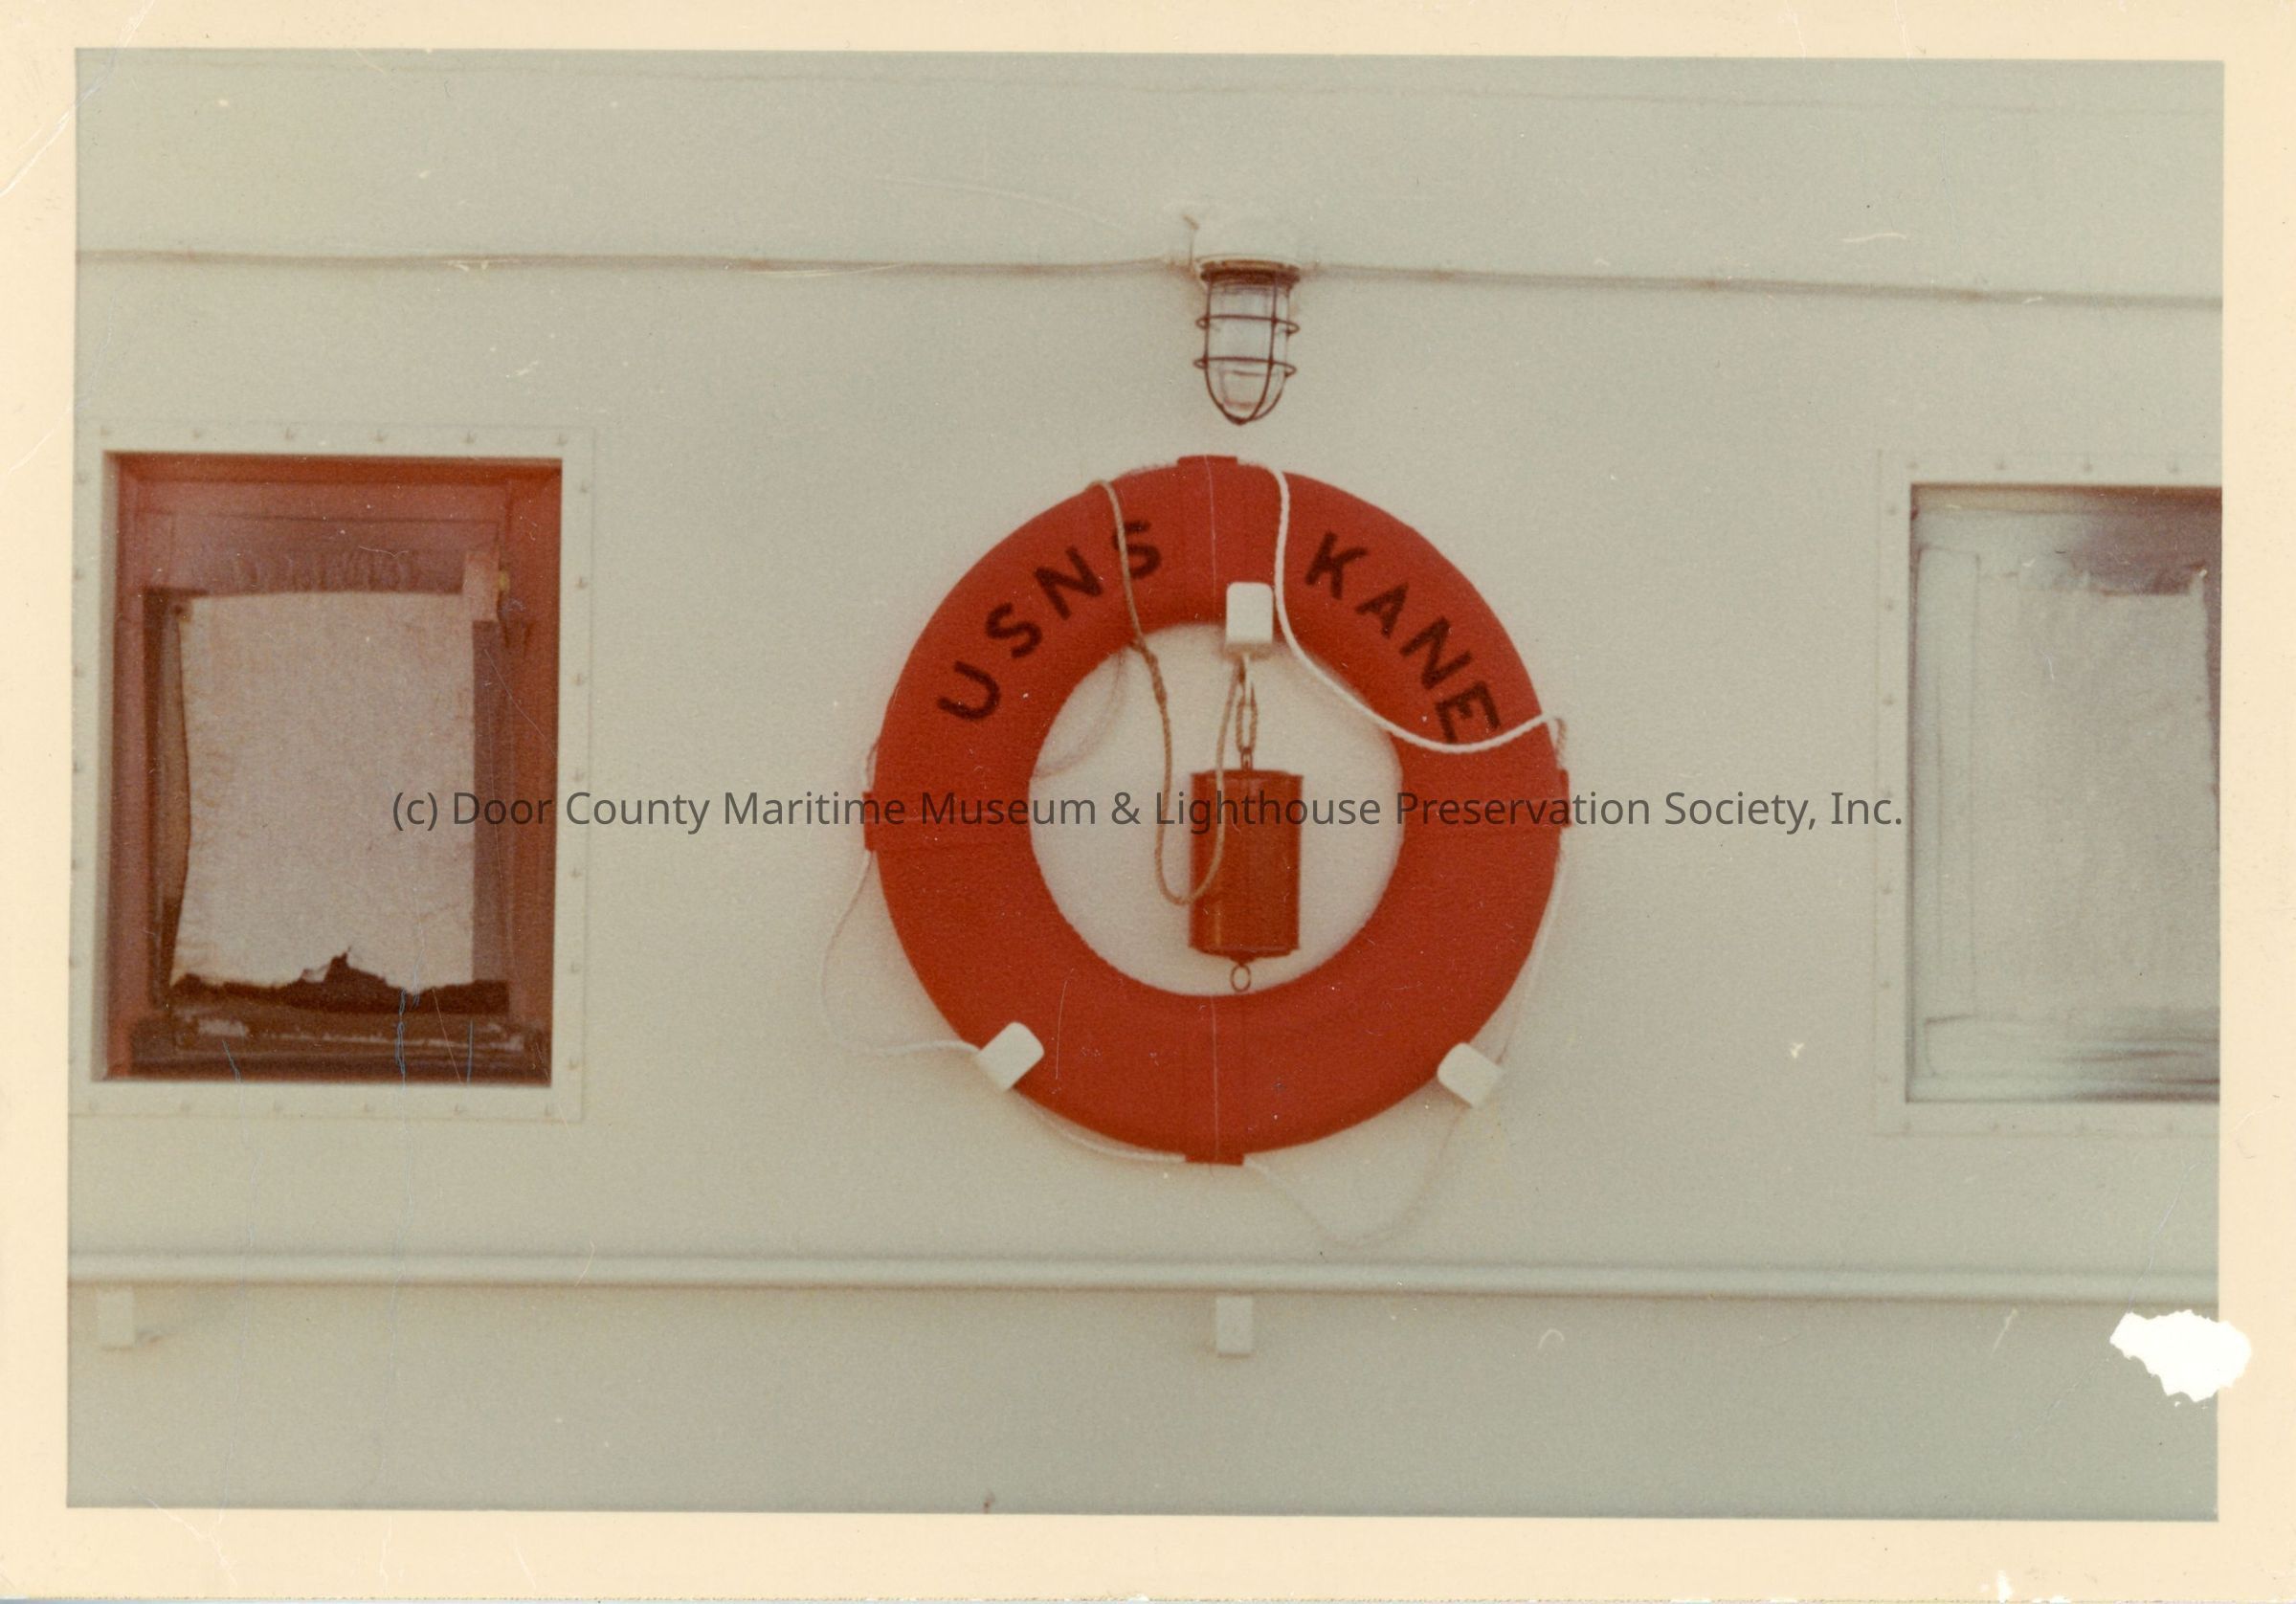 USNS KANE
(c) Door County Maritime Museum & Lighthouse Preservation Society, Inc.